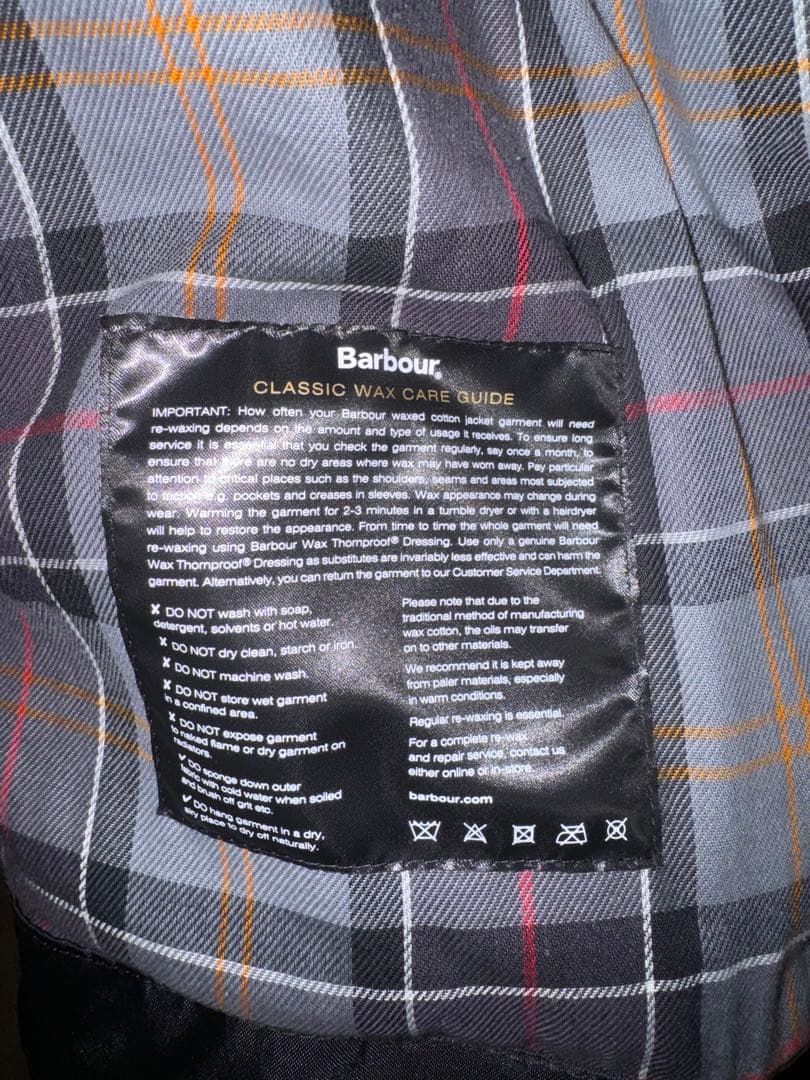 Barbour.
CLASSIC WAX CARE GUIDE
IMPORTANT: How often your Barbour waxed cotton jacket garment will need
re-waxing depends on the amount and type of usage it receives. To ensure long
service it is essential that you check the garment regularly, say once a month, to
ensure that there are no dry areas where wax may have worn away. Pay particular
attention to critical places such as the shoulders, seams and areas most subjected
to friction e.g. pockets and creases in sleeves. Wax appearance may change during
wear. Warming the garment for 2-3 minutes in a tumble dryer or with a hairdryer
will help to restore the appearance. From time to time the whole garment will need
re-waxing using Barbour Wax Thornproof® Dressing. Use only a genuine Barbour
Wax Thornproof® Dressing as substitutes are invariably less effective and can harm the
garment. Alternatively, you can return the garment to our Customer Service Department.
✘ DO NOT wash with soap,
detergent, solvents or hot water.
✘ DO NOT dry clean, starch or iron.
✘ DO NOT machine wash.
✘ DO NOT store wet garment
in a confined area.
✘ DO NOT expose garment
to naked flame or dry garment on
radiators.
✔ DO sponge down outer
fabric with cold water when soiled
and brush off grit etc.
✔ DO hang garment in a dry,
airy place to dry off naturally.
Please note that due to the
traditional method of manufacturing
wax cotton, the oils may transfer
on to other materials.
We recommend it is kept away
from paler materials, especially
in warm conditions.
Regular re-waxing is essential.
For a complete re-wax
and repair service, contact us
either online or in-store.
barbour.com